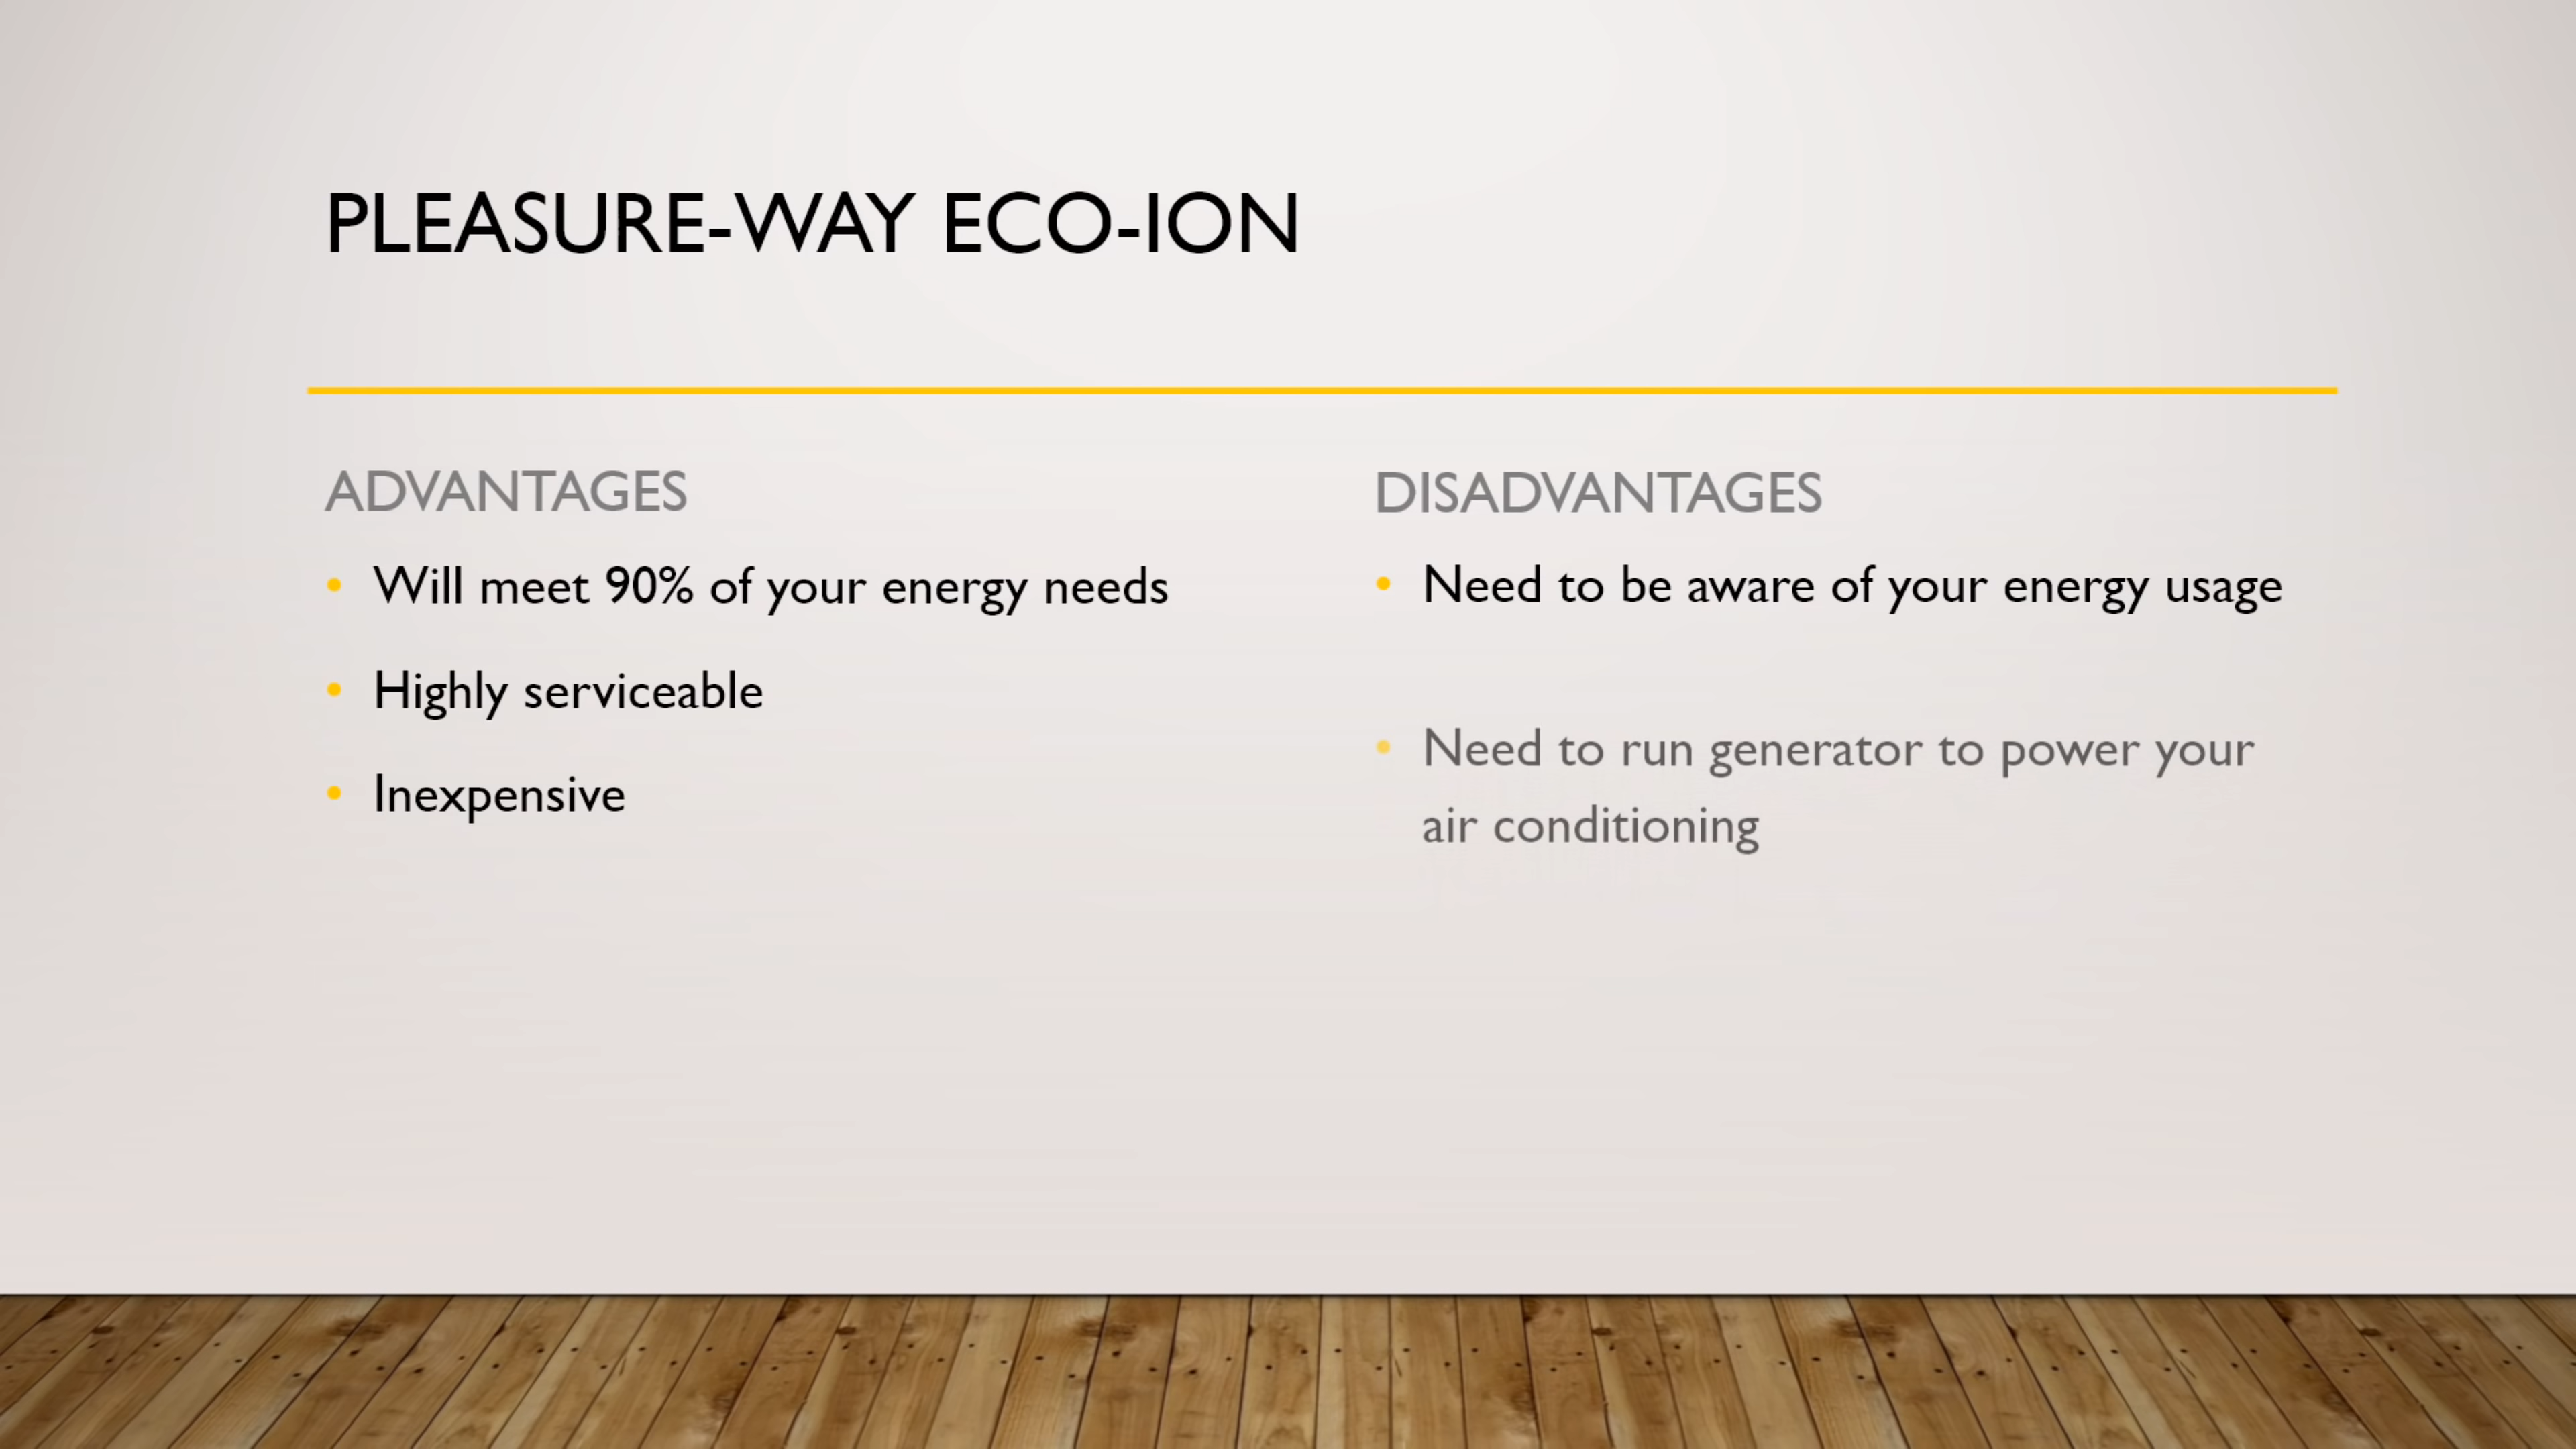 PLEASURE-WAY ECO-ION
ADVANTAGES
• Will meet 90% of your energy needs
• Highly serviceable
• Inexpensive
DISADVANTAGES
• Need to be aware of your energy usage
• Need to run generator to power your
air conditioning